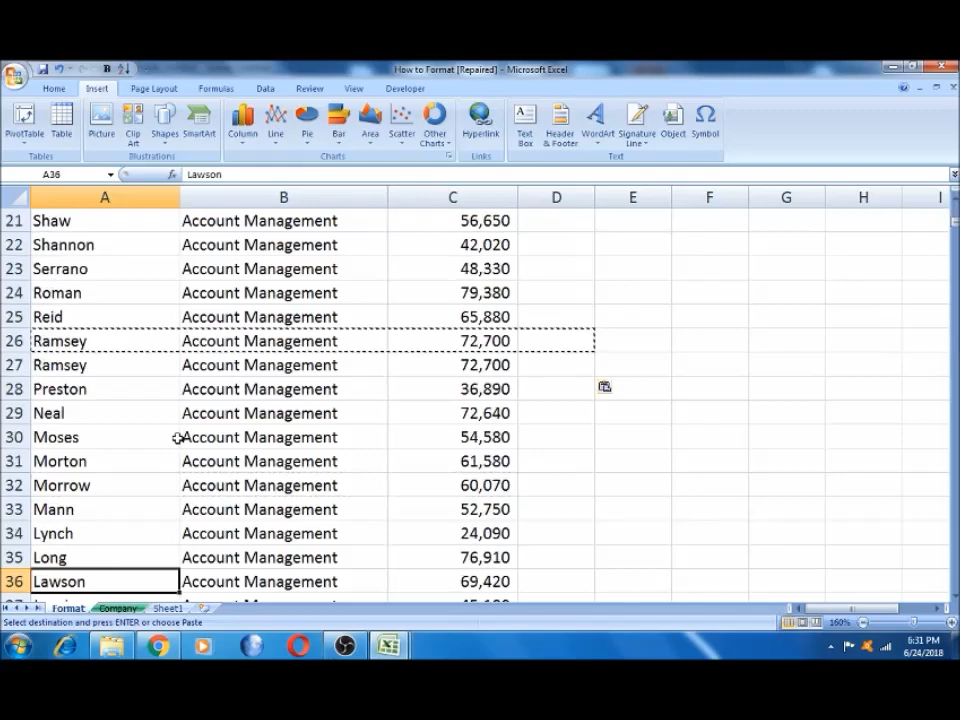 How to Format [Repaired] - Microsoft Excel
Home Insert Page Layout Formulas Data Review View Developer
PivotTable Table Picture Clip Art Shapes SmartArt Column Line Pie Bar Area Scatter Other Charts Hyperlink Text Box Header & Footer WordArt Signature Line Object Symbol
Tables Illustrations Charts Links Text
A36 fx Lawson
A B C D E F G H I
21 Shaw Account Management 56,650
22 Shannon Account Management 42,020
23 Serrano Account Management 48,330
24 Roman Account Management 79,380
25 Reid Account Management 65,880
26 Ramsey Account Management 72,700
27 Ramsey Account Management 72,700
28 Preston Account Management 36,890
29 Neal Account Management 72,640
30 Moses Account Management 54,580
31 Morton Account Management 61,580
32 Morrow Account Management 60,070
33 Mann Account Management 52,750
34 Lynch Account Management 24,090
35 Long Account Management 76,910
36 Lawson Account Management 69,420
Format Company Sheet1
Select destination and press ENTER or choose Paste 160%
6:31 PM
6/24/2018